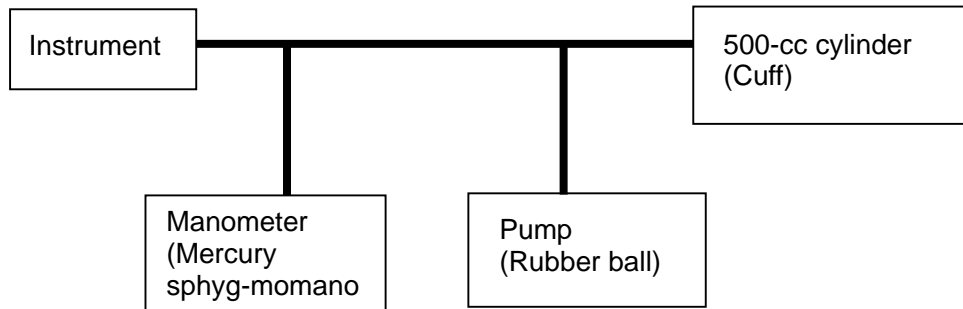 Instrument
500-cc cylinder
(Cuff)
Manometer
(Mercury
sphyg-momano
Pump
(Rubber ball)